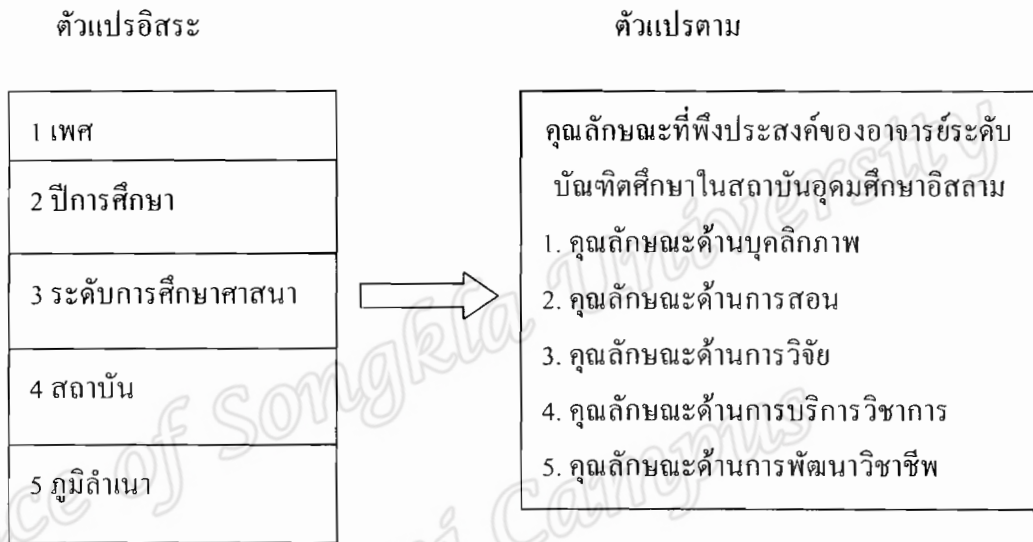 ตัวแปรอิสระ
ตัวแปรตาม
1 เพศ
2 ปีการศึกษา
3 ระดับการศึกษาศาสนา
4 สถาบัน
5 ภูมิลำเนา
คุณลักษณะที่พึงประสงค์ของอาจารย์ระดับ
บัณฑิตศึกษาในสถาบันอุดมศึกษาอิสลาม
1. คุณลักษณะด้านบุคลิกภาพ
2. คุณลักษณะด้านการสอน
3. คุณลักษณะด้านการวิจัย
4. คุณลักษณะด้านการบริการวิชาการ
5. คุณลักษณะด้านการพัฒนาวิชาชีพ
ce of Songkla University
ni Campus